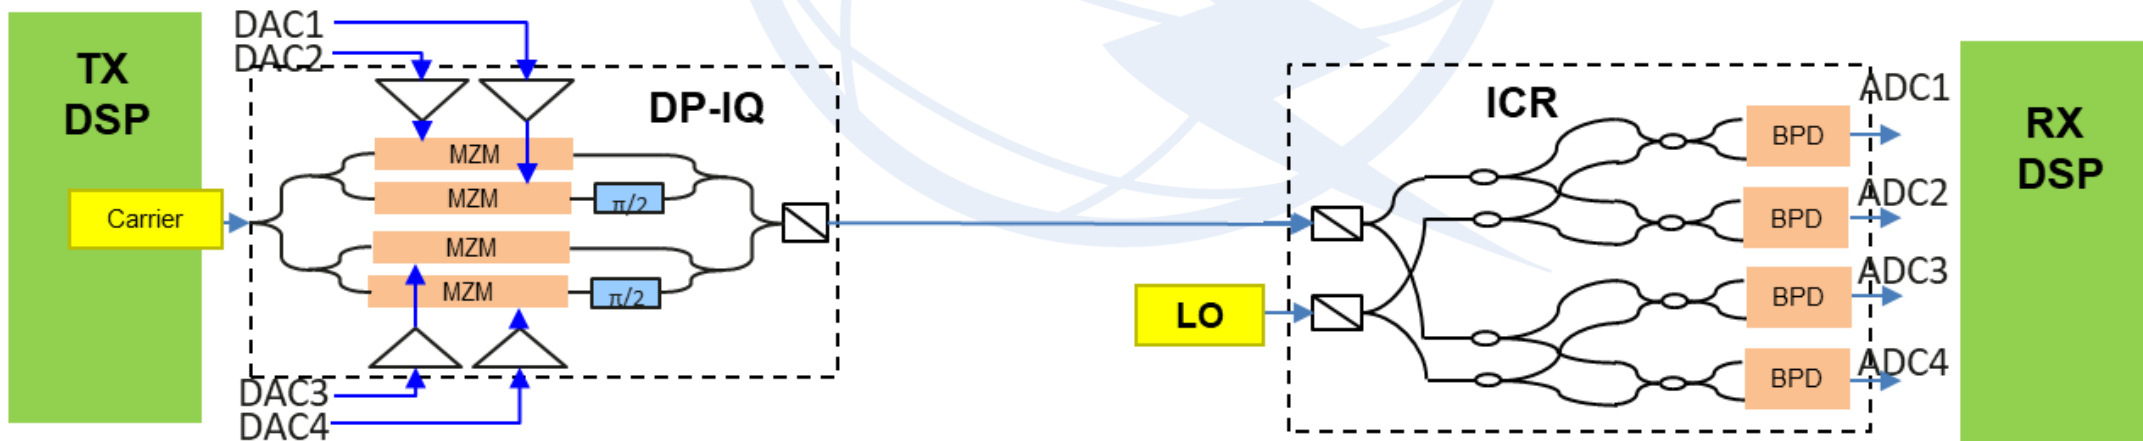 TX
DSP
Carrier
DAC1
DAC2
DP-IQ
MZM
MZM
π/2
MZM
MZM
π/2
DAC3
DAC4
LO
ICR
BPD
BPD
BPD
BPD
ADC1
ADC2
ADC3
ADC4
RX
DSP